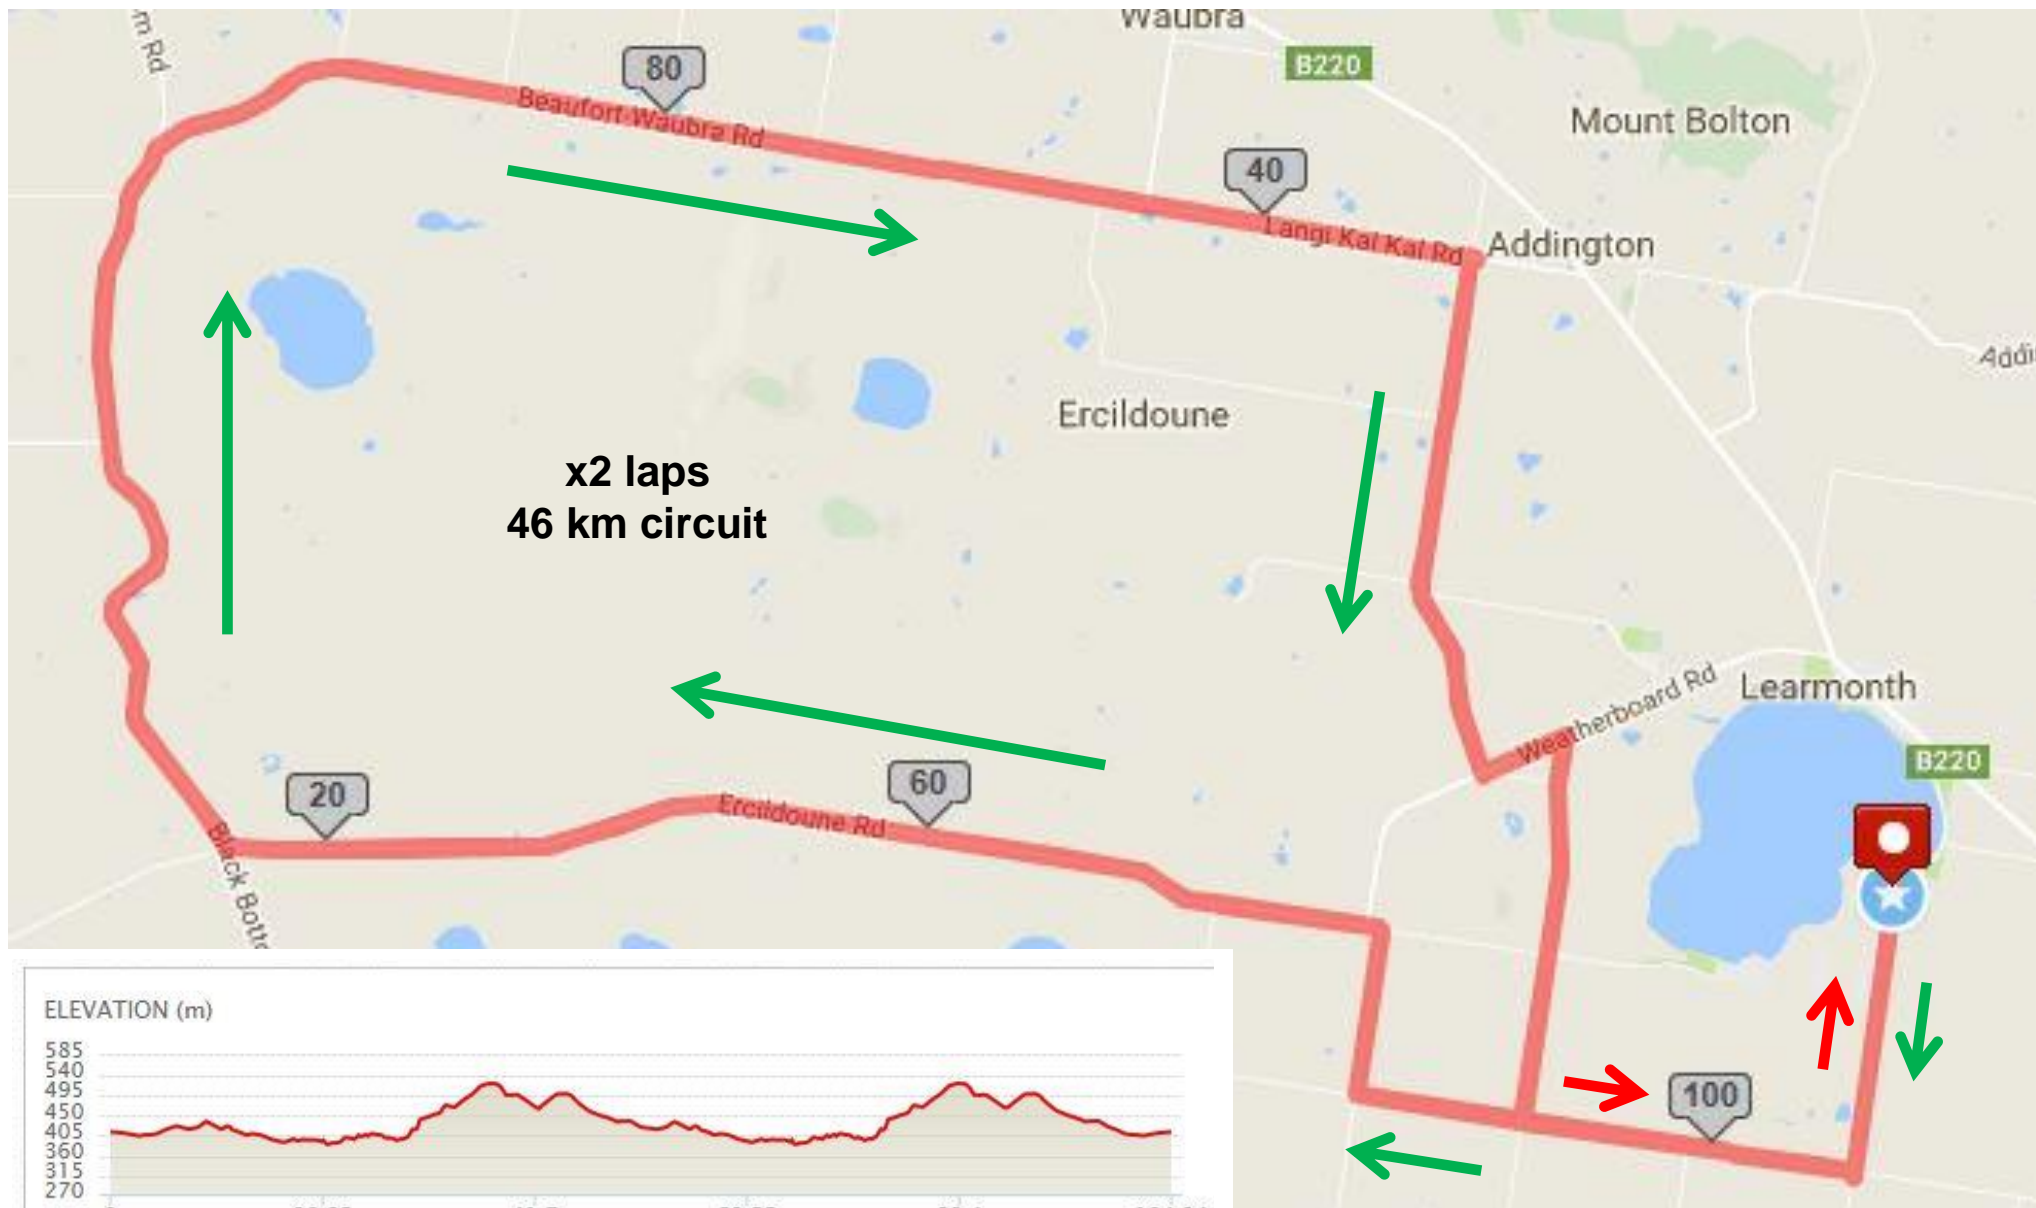 Waubra
m Rd
B220
80
Mount Bolton
Beaufort-Waubra Rd
40
Langi Kal Kal Rd
Addington
Addi
Ercildoune
x2 laps
46 km circuit
Weatherboard Rd
Learmonth
B220
20
60
Ercildoune Rd
Black Botto
100
ELEVATION (m)
585
540
495
450
405
360
315
270